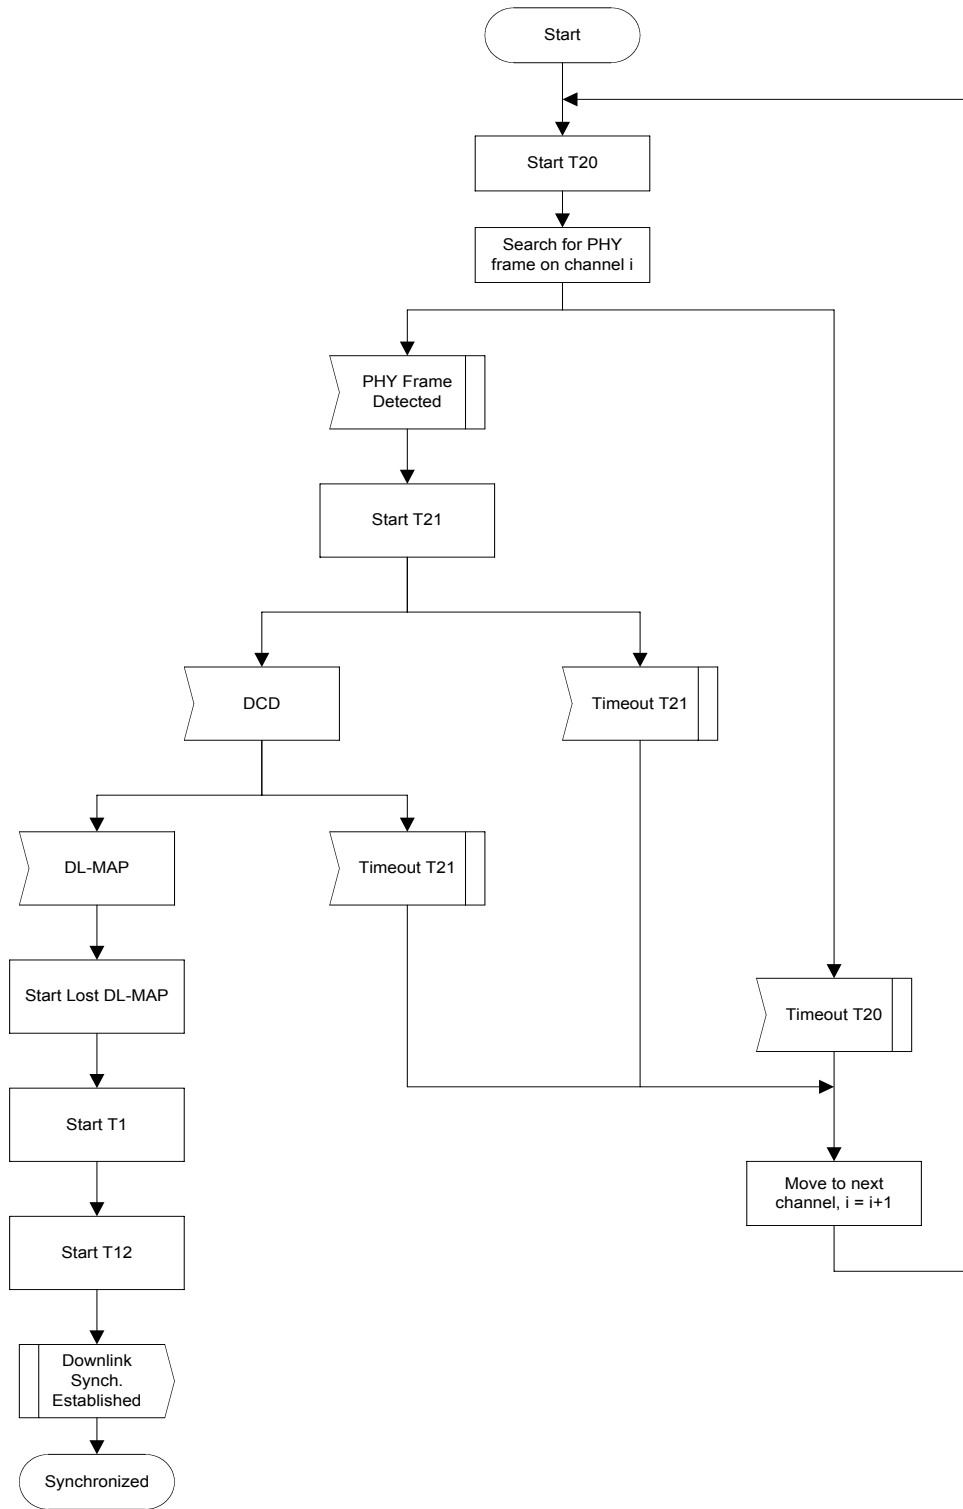 Start
Start T20
Search for PHY
frame on channel i
PHY Frame
Detected
Start T21
DCD
Timeout T21
DL-MAP
Timeout T21
Start Lost DL-MAP
Timeout T20
Start T1
Move to next
channel, i = i+1
Start T12
Downlink
Synch.
Established
Synchronized